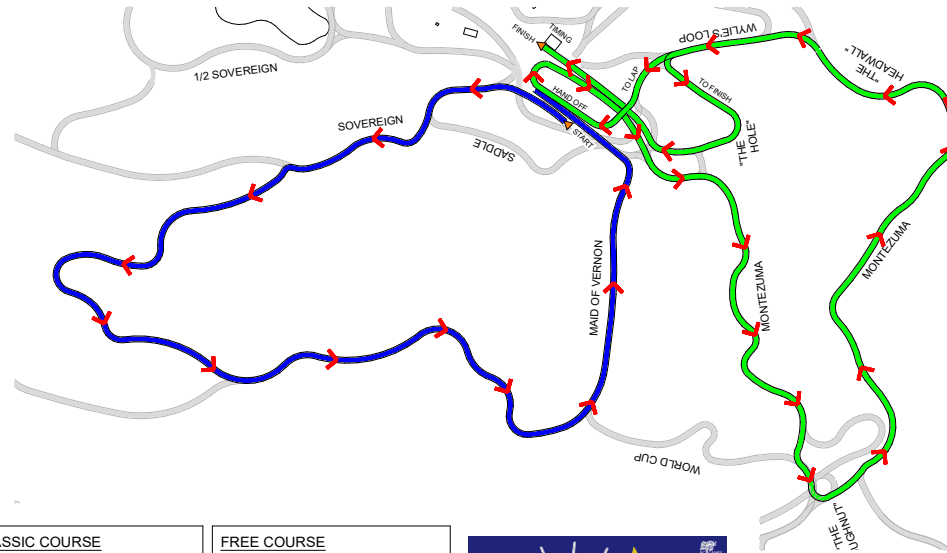 FINISH
TIMING
WYLIE'S LOOP
"THE
HEADWALL"
1/2 SOVEREIGN
TO LAP
TO FINISH
HAND OFF
SOVEREIGN
START
SADDLE
"THE
HOLE"
MAID OF VERNON
MONTEZUMA
MONTEZUMA
WORLD CUP
"THE
UGHNUT"
ASSIC COURSE
FREE COURSE